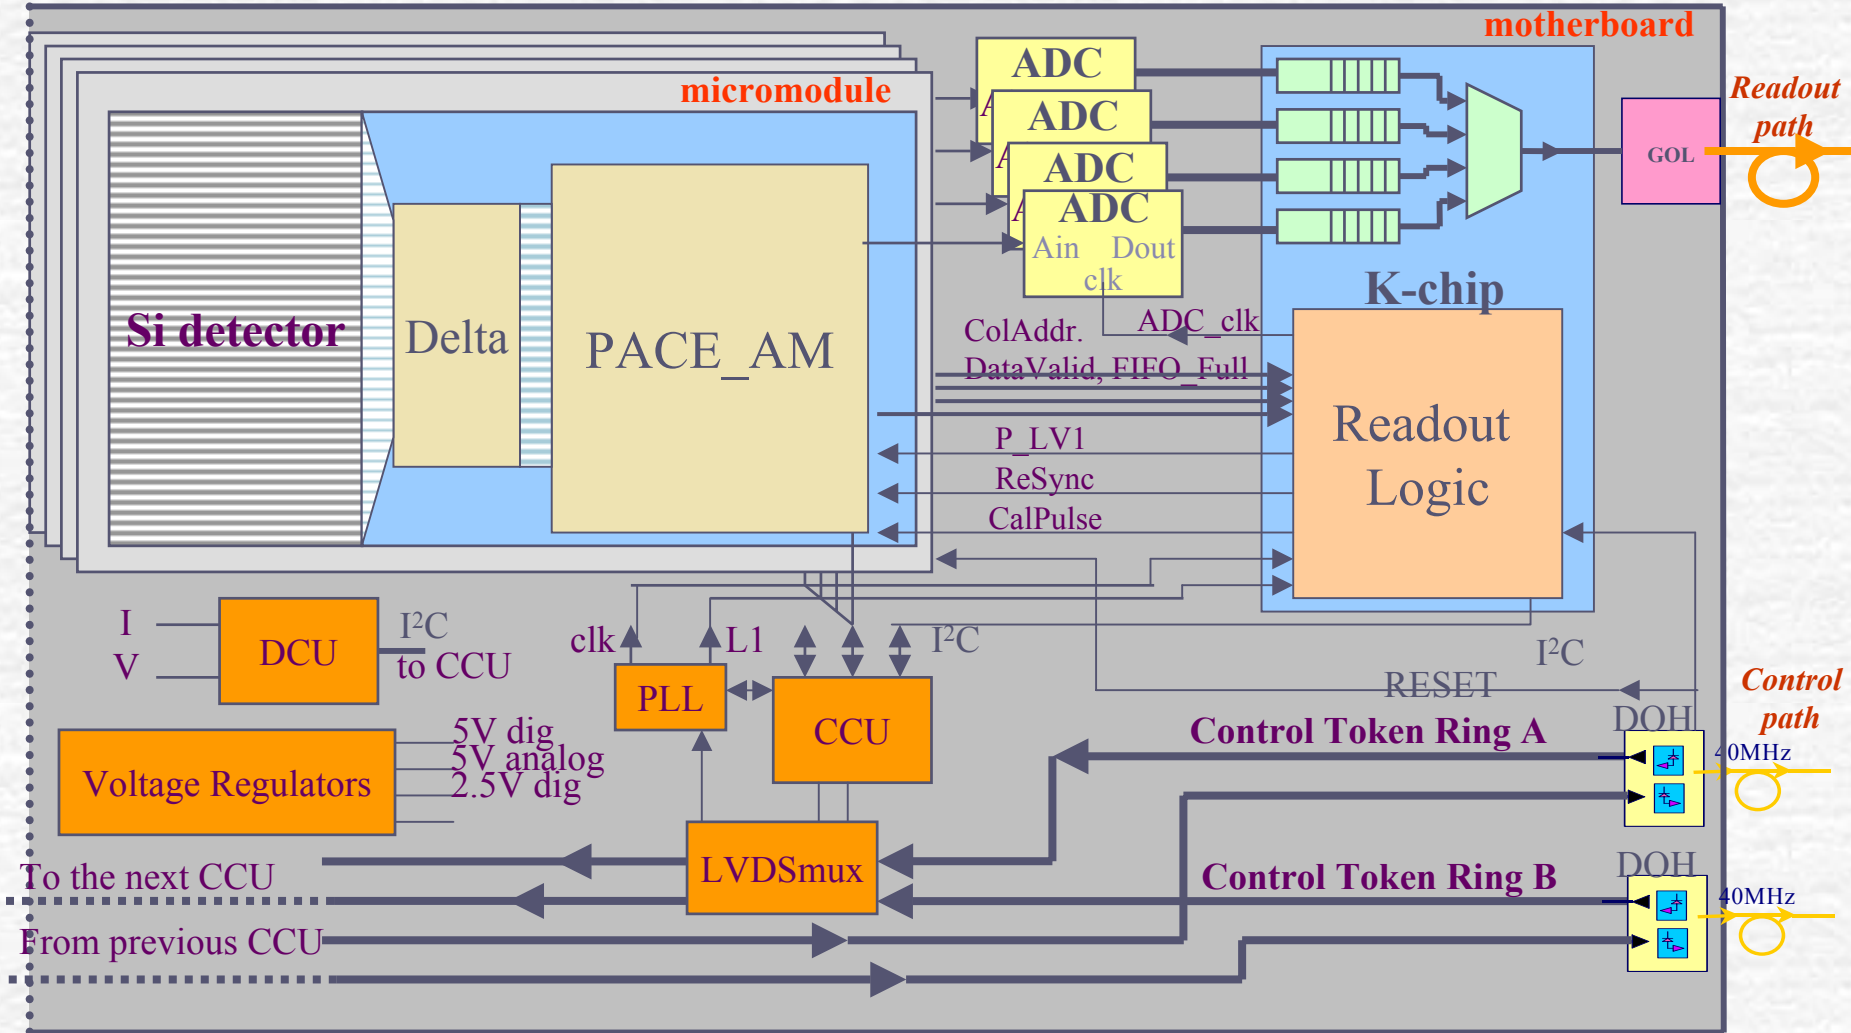 motherboard
micromodule
ADC
ADC
ADC
ADC
Ain Dout
clk
Readout
path
GOL
K-chip
Si detector
Delta
PACE_AM
ColAddr.
ADC_clk
DataValid, FIFO_Full
Readout
Logic
P_LV1
ReSync
CalPulse
I
V
DCU
I²C
to CCU
clk
L1
I²C
I²C
PLL
CCU
RESET
Control
path
DOH
40MHz
Voltage Regulators
5V dig
5V analog
2.5V dig
Control Token Ring A
LVDSmux
To the next CCU
Control Token Ring B
DOH
40MHz
From previous CCU